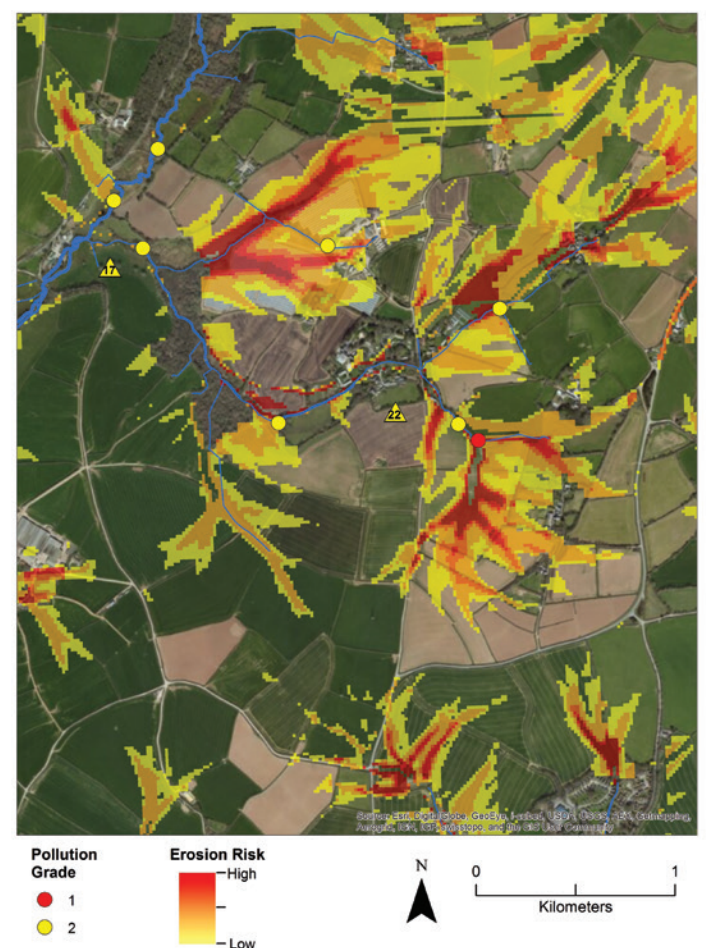 17
22
Source: Esri, DigitalGlobe, GeoEye, i-cubed, USDA, USGS, AEX, Getmapping,
Aerogrid, IGN, IGP, swisstopo, and the GIS User Community
Pollution
Grade
1
2
Erosion Risk
High
Low
N
0
1
Kilometers